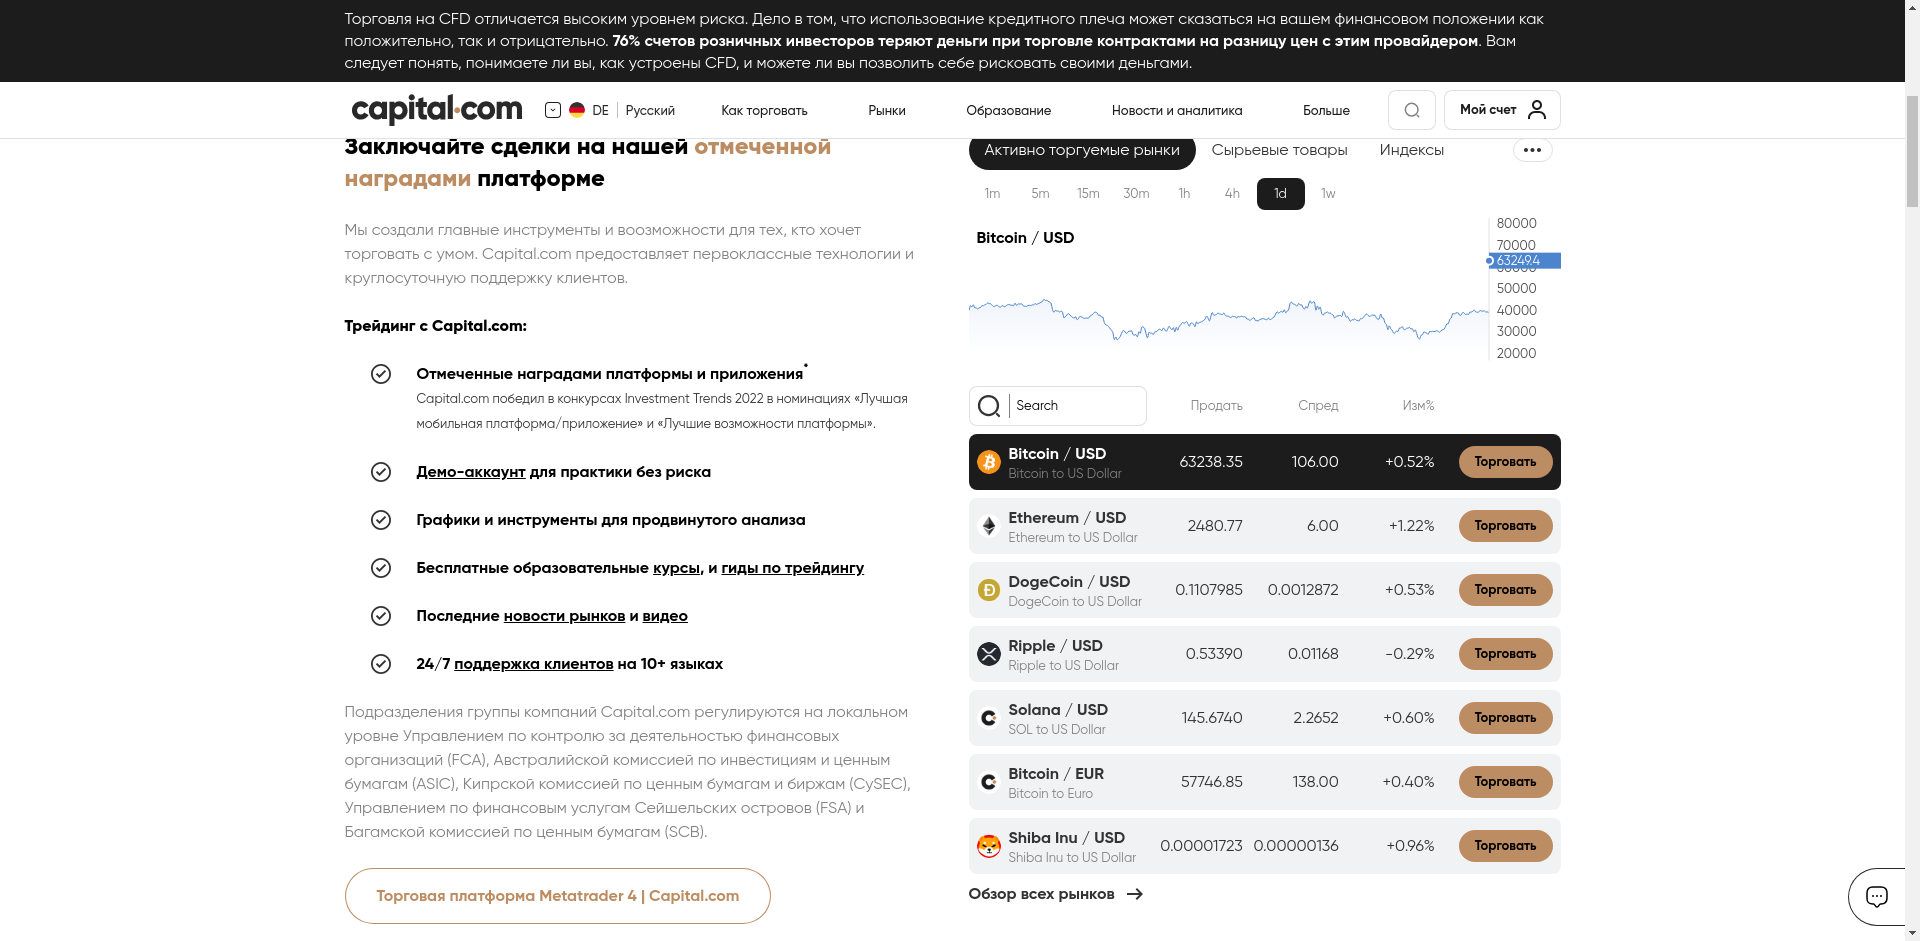 Торговля на CFD отличается высоким уровнем риска. Дело в том, что использование кредитного плеча может сказаться на вашем финансовом положении как
положительно, так и отрицательно. 76% счетов розничных инвесторов теряют деньги при торговле контрактами на разницу цен с этим провайдером. Вам
следует понять, понимаете ли вы, как устроены CFD, и можете ли вы позволить себе рисковать своими деньгами.
capital.com DE Русский Как торговать Рынки Образование Новости и аналитика Больше Мой счет
Заключайте сделки на нашей отмеченной
наградами платформе
Мы создали главные инструменты и воозможности для тех, кто хочет
торговать с умом. Capital.com предоставляет первоклассные технологии и
круглосуточную поддержку клиентов.
Трейдинг с Capital.com:
Отмеченные наградами платформы и приложения*
Capital.com победил в конкурсах Investment Trends 2022 в номинациях «Лучшая
мобильная платформа/приложение» и «Лучшие возможности платформы».
Демо-аккаунт для практики без риска
Графики и инструменты для продвинутого анализа
Бесплатные образовательные курсы, и гиды по трейдингу
Последние новости рынков и видео
24/7 поддержка клиентов на 10+ языках
Подразделения группы компаний Capital.com регулируются на локальном
уровне Управлением по контролю за деятельностью финансовых
организаций (FCA), Австралийской комиссией по инвестициям и ценным
бумагам (ASIC), Кипрской комиссией по ценным бумагам и биржам (CySEC),
Управлением по финансовым услугам Сейшельских островов (FSA) и
Багамской комиссией по ценным бумагам (SCB).
Торговая платформа Metatrader 4 | Capital.com
Активно торгуемые рынки Сырьевые товары Индексы
1m 5m 15m 30m 1h 4h 1d 1w
Bitcoin / USD
80000
70000
63249.4
60000
50000
40000
30000
20000
Search Продать Спред Изм%
Bitcoin / USD 63238.35 106.00 +0.52% Торговать
Bitcoin to US Dollar
Ethereum / USD 2480.77 6.00 +1.22% Торговать
Ethereum to US Dollar
DogeCoin / USD 0.1107985 0.0012872 +0.53% Торговать
DogeCoin to US Dollar
Ripple / USD 0.53390 0.01168 -0.29% Торговать
Ripple to US Dollar
Solana / USD 145.6740 2.2652 +0.60% Торговать
SOL to US Dollar
Bitcoin / EUR 57746.85 138.00 +0.40% Торговать
Bitcoin to Euro
Shiba Inu / USD 0.00001723 0.00000136 +0.96% Торговать
Shiba Inu to US Dollar
Обзор всех рынков